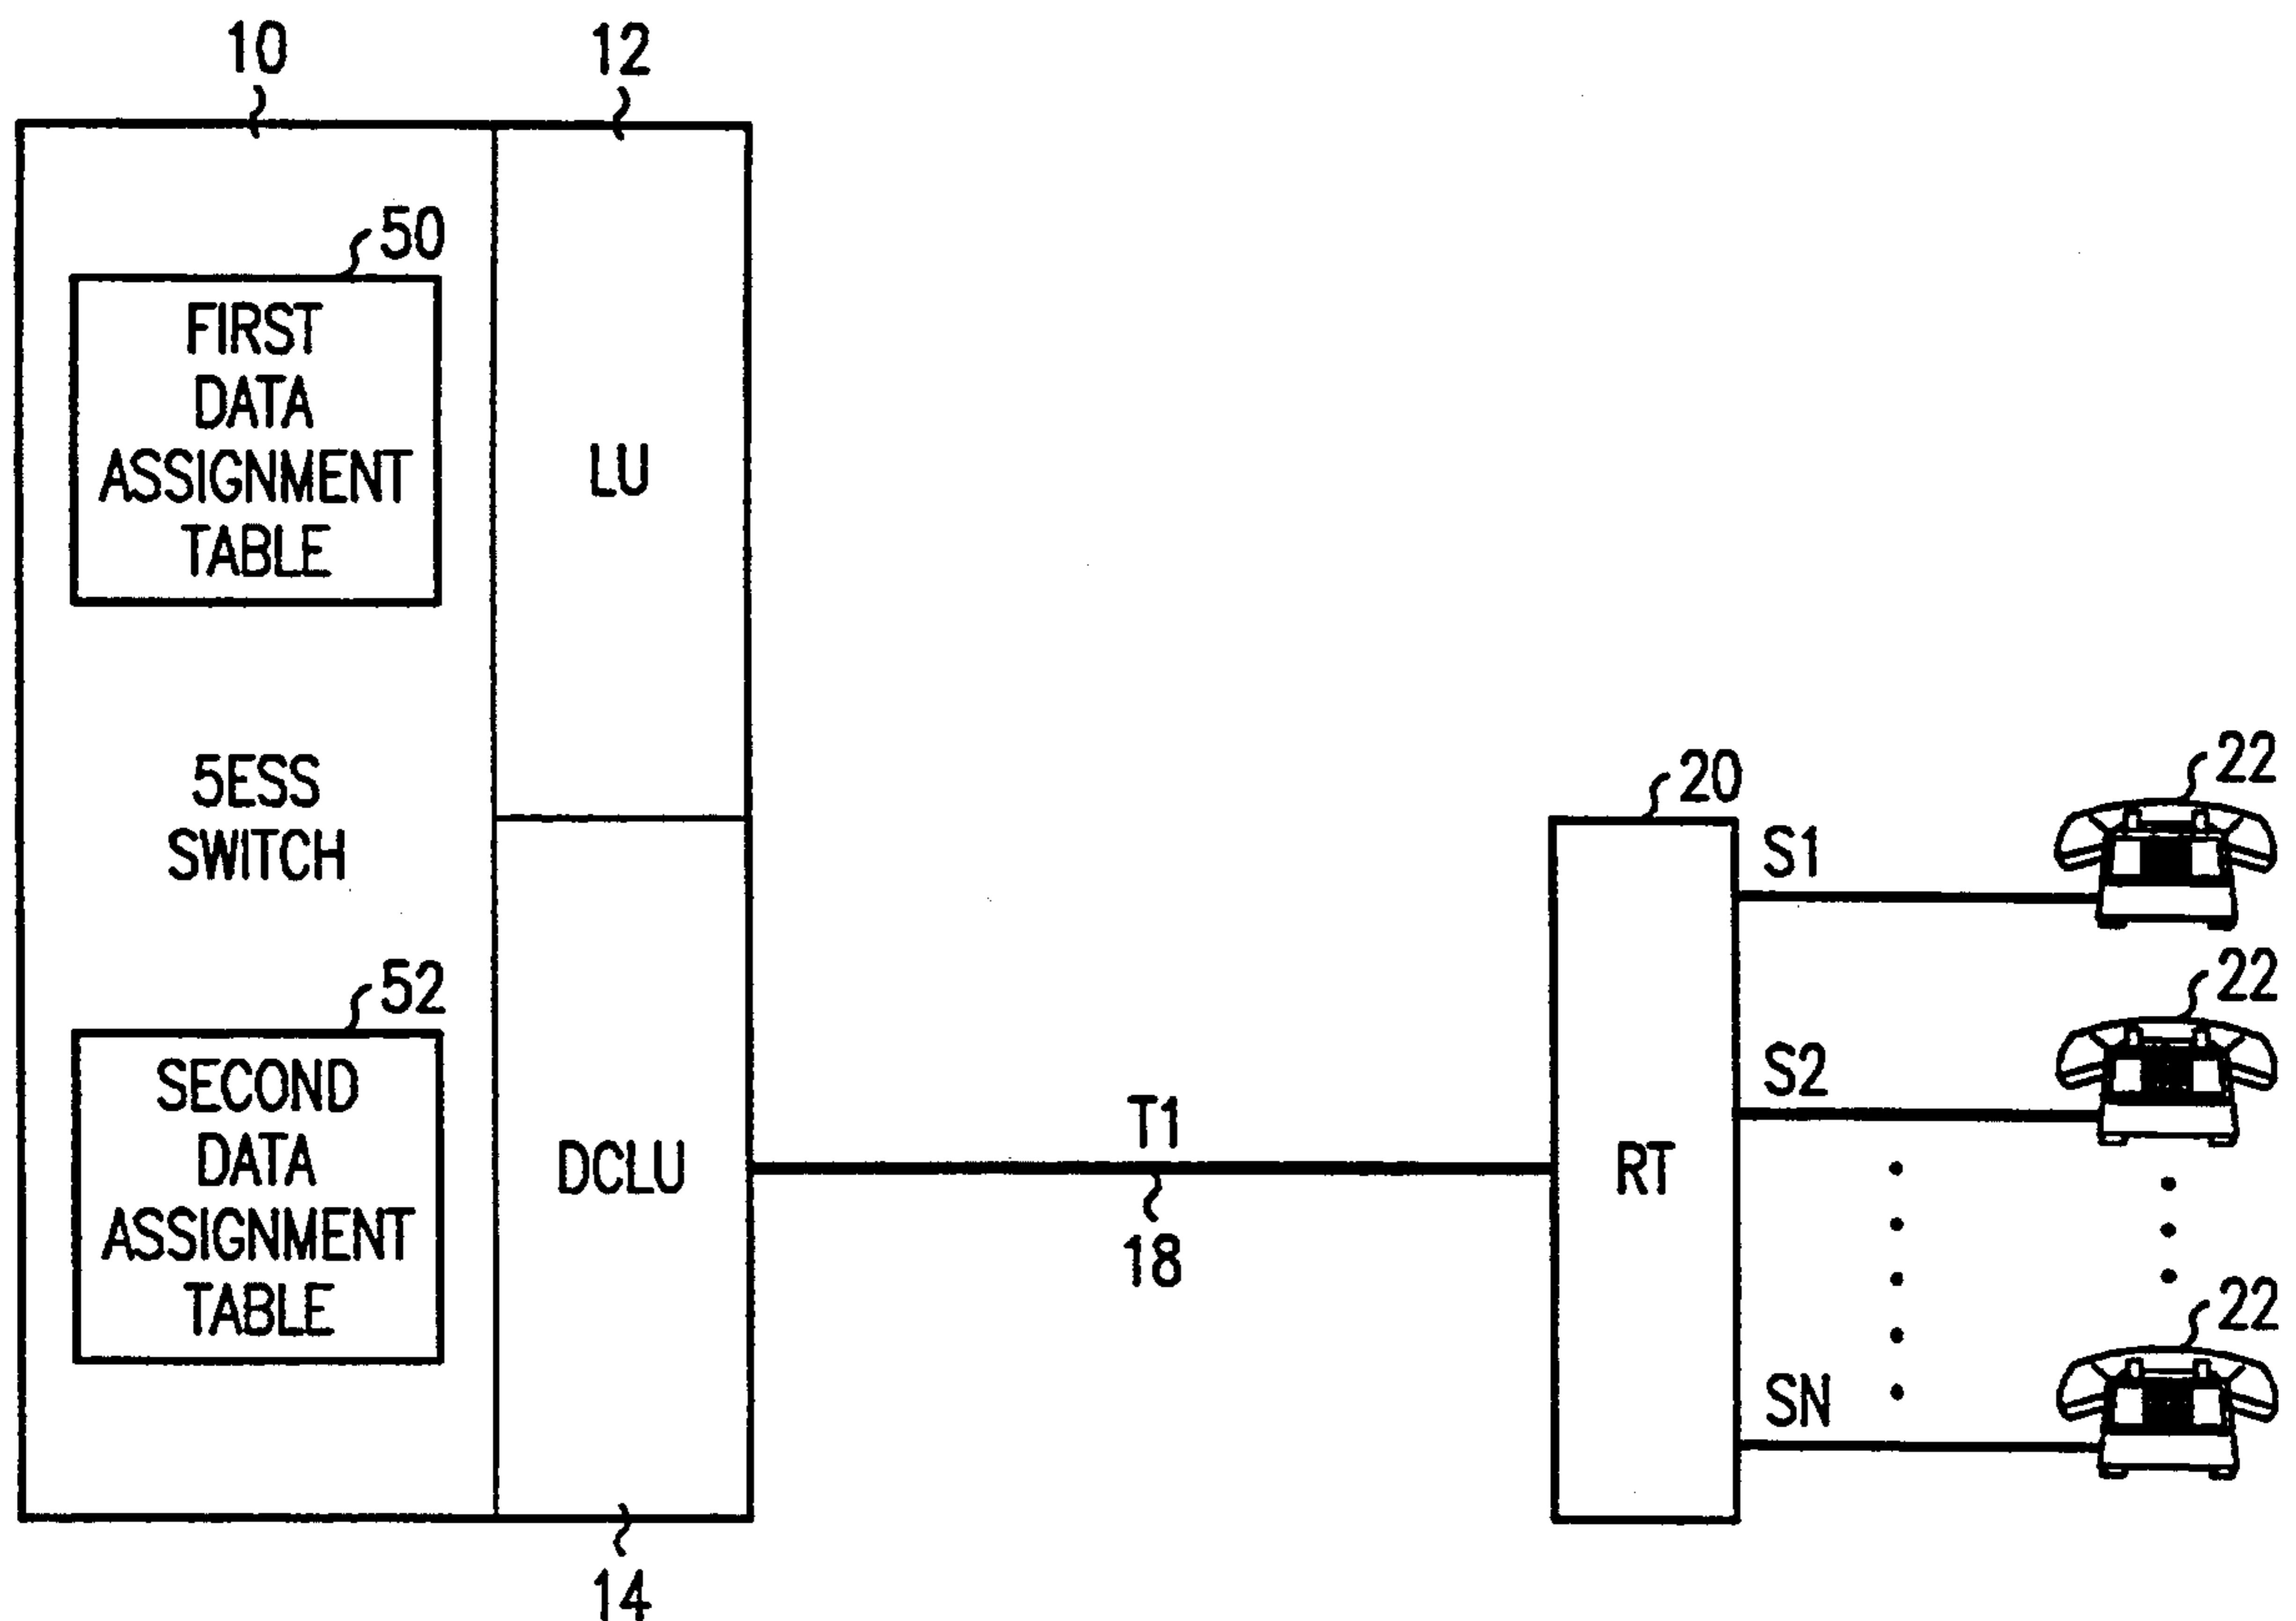 10
12
50
FIRST
DATA
ASSIGNMENT
TABLE
LU
5ESS
SWITCH
52
SECOND
DATA
ASSIGNMENT
TABLE
DCLU
14
T1
18
20
RT
S1
22
S2
22
SN
22